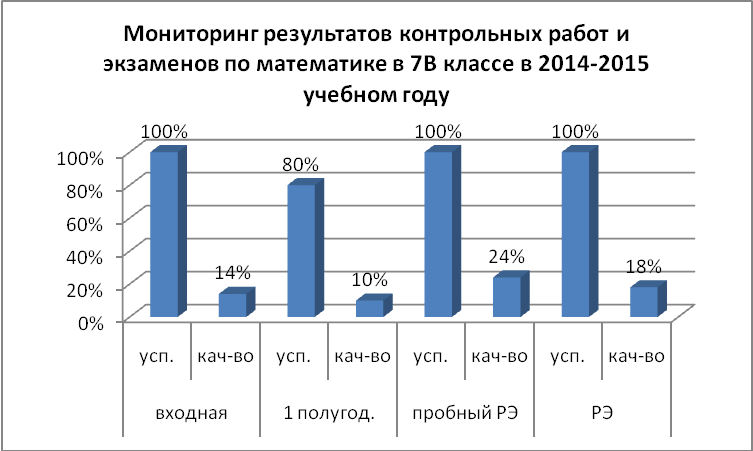 Мониторинг результатов контрольных работ и
экзаменов по математике в 7В классе в 2014-2015
учебном году
100%
100%
100%
80%
24%
18%
14%
10%
100%
80%
60%
40%
20%
0%
усп. кач-во усп. кач-во усп. кач-во усп. кач-во
входная 1 полугод. пробный РЭ РЭ